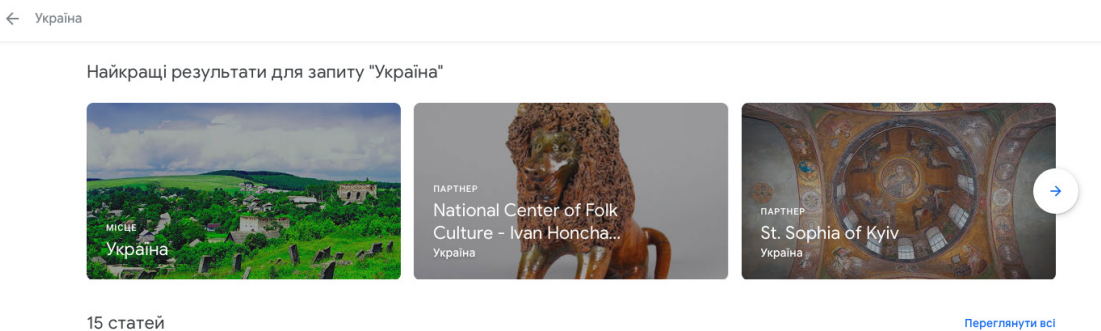 Україна
Найкращі результати для запиту "Україна"
МІСЦЕ
Україна
ПАРТНЕР
National Center of Folk
Culture - Ivan Honcha...
Україна
ПАРТНЕР
St. Sophia of Kyiv
Україна
15 статей
Переглянути всі